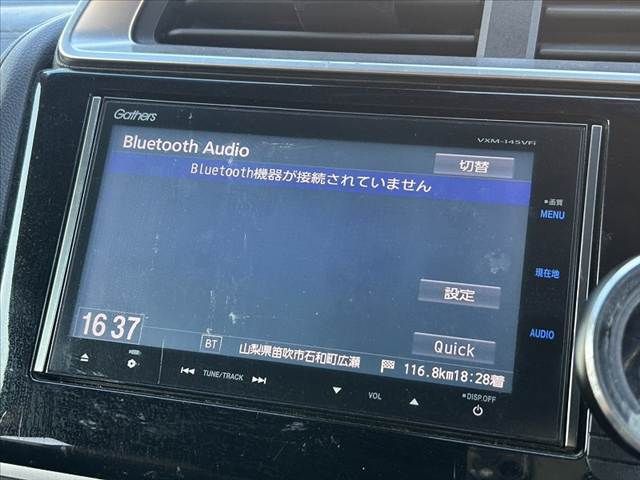 Gathers
VXM-145VFi
Bluetooth Audio
切替
Bluetooth機器が接続されていません
画質
MENU
現在地
設定
AUDIO
16:37
BT
山梨県笛吹市石和町広瀬
Quick
116.8km18:28着
TUNE/TRACK
VOL
DISP OFF